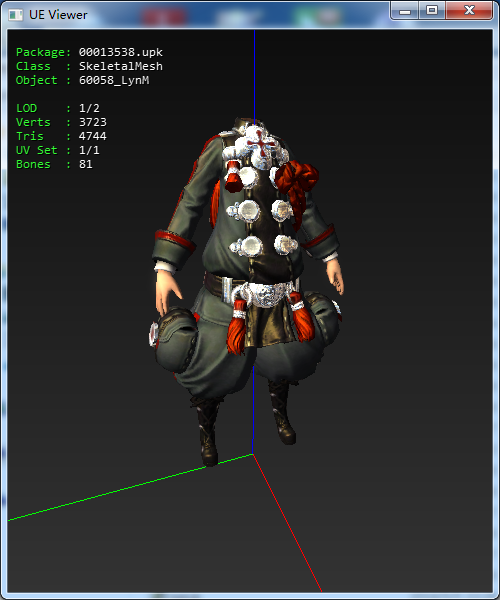 UE Viewer
Package: 00013538.upk
Class : SkeletalMesh
Object : 60058_LynM
LOD : 1/2
Verts : 3723
Tris : 4744
UV Set : 1/1
Bones : 81